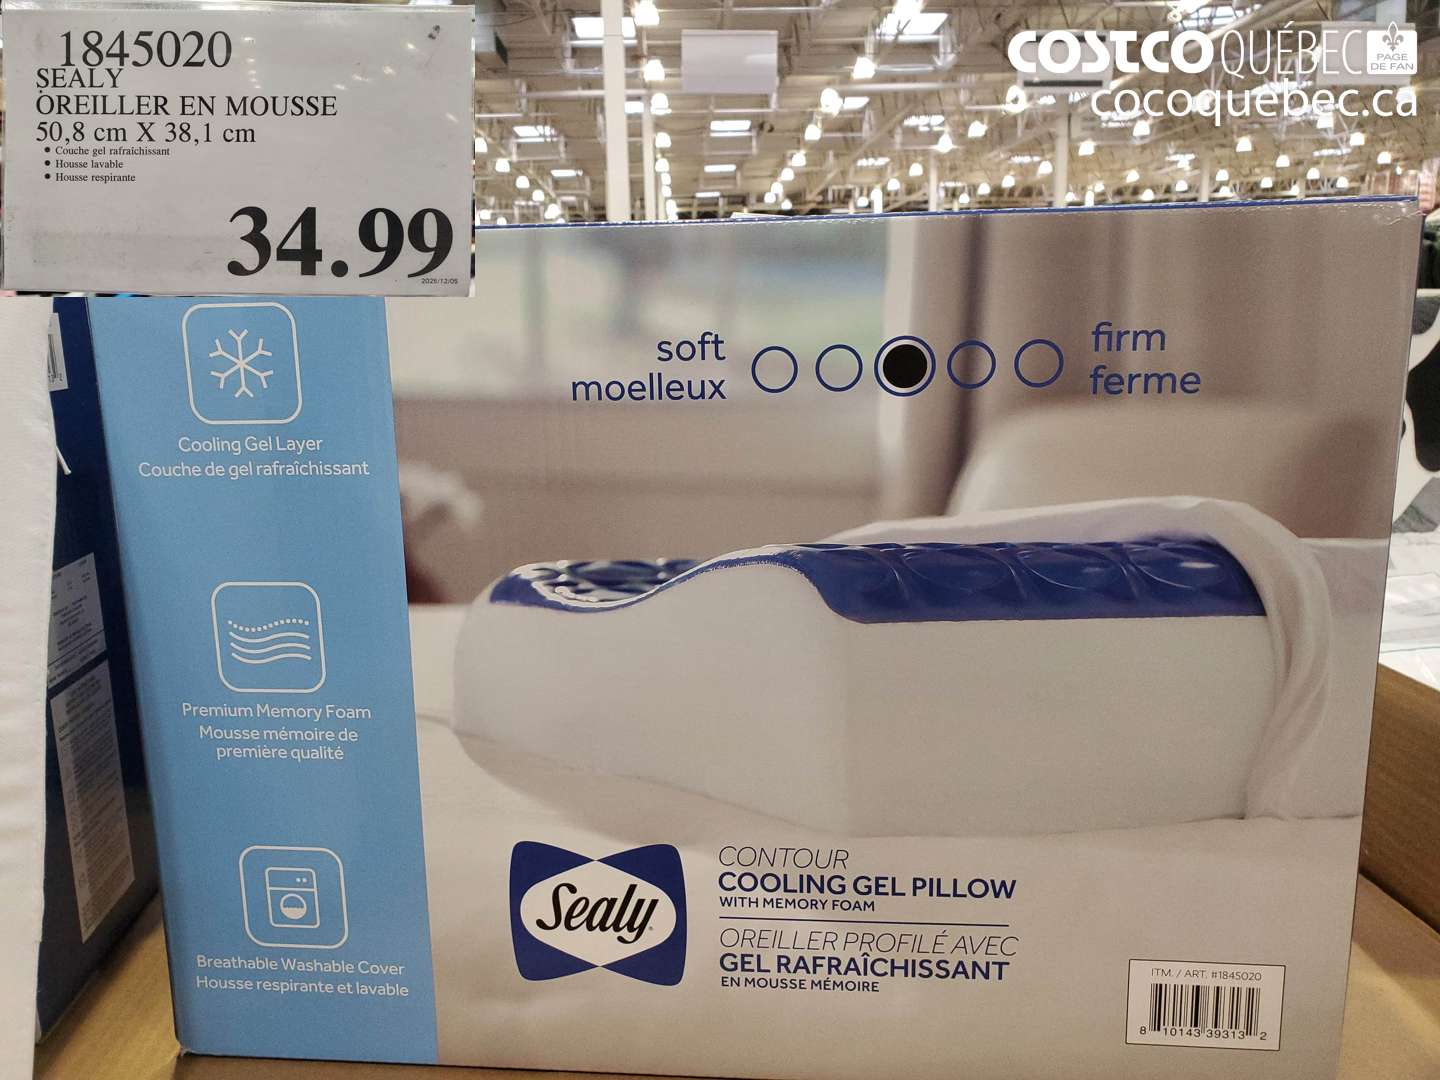 1845020
SEALY
OREILLER EN MOUSSE
50,8 cm X 38,1 cm
• Couche gel rafraîchissant
• Housse lavable
• Housse respirante
34.99
2025/12/05
COSTCO QUÉBEC PAGE DE FAN
cocoquebec.ca
soft
moelleux
firm
ferme
Cooling Gel Layer
Couche de gel rafraîchissant
Premium Memory Foam
Mousse mémoire de
première qualité
Breathable Washable Cover
Housse respirante et lavable
Sealy
CONTOUR
COOLING GEL PILLOW
WITH MEMORY FOAM
OREILLER PROFILÉ AVEC
GEL RAFRAÎCHISSANT
EN MOUSSE MÉMOIRE
ITM. / ART. #1845020
8 10143 39313 2